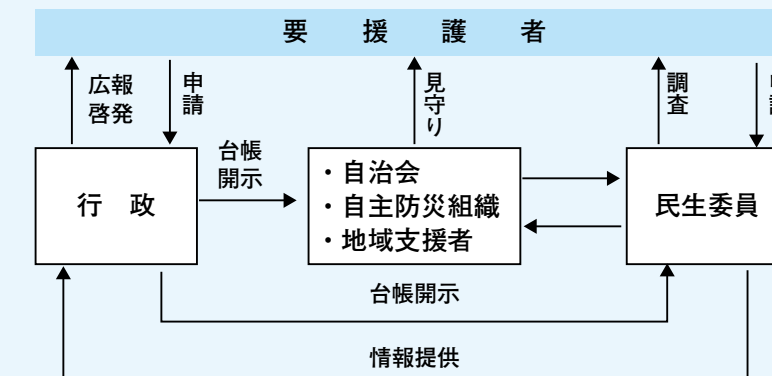 要援護者
広報
啓発
申請
見守り
調査
台帳
開示
行政
・自治会
・自主防災組織
・地域支援者
民生委員
台帳開示
情報提供